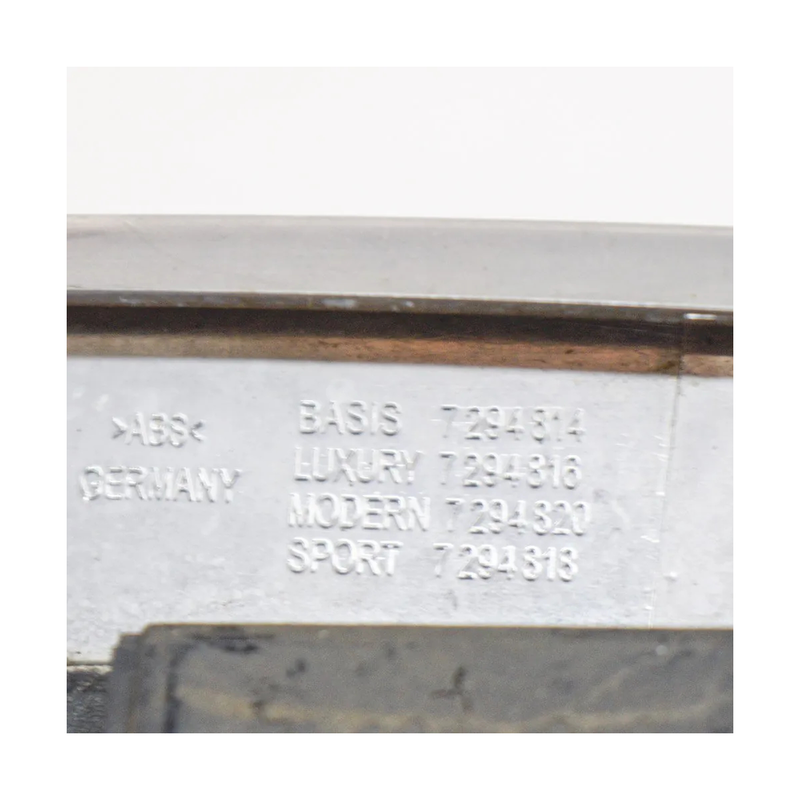 >ABS<
GERMANY
BASIS 7294814
LUXURY 7294816
MODERN 7294820
SPORT 7294818